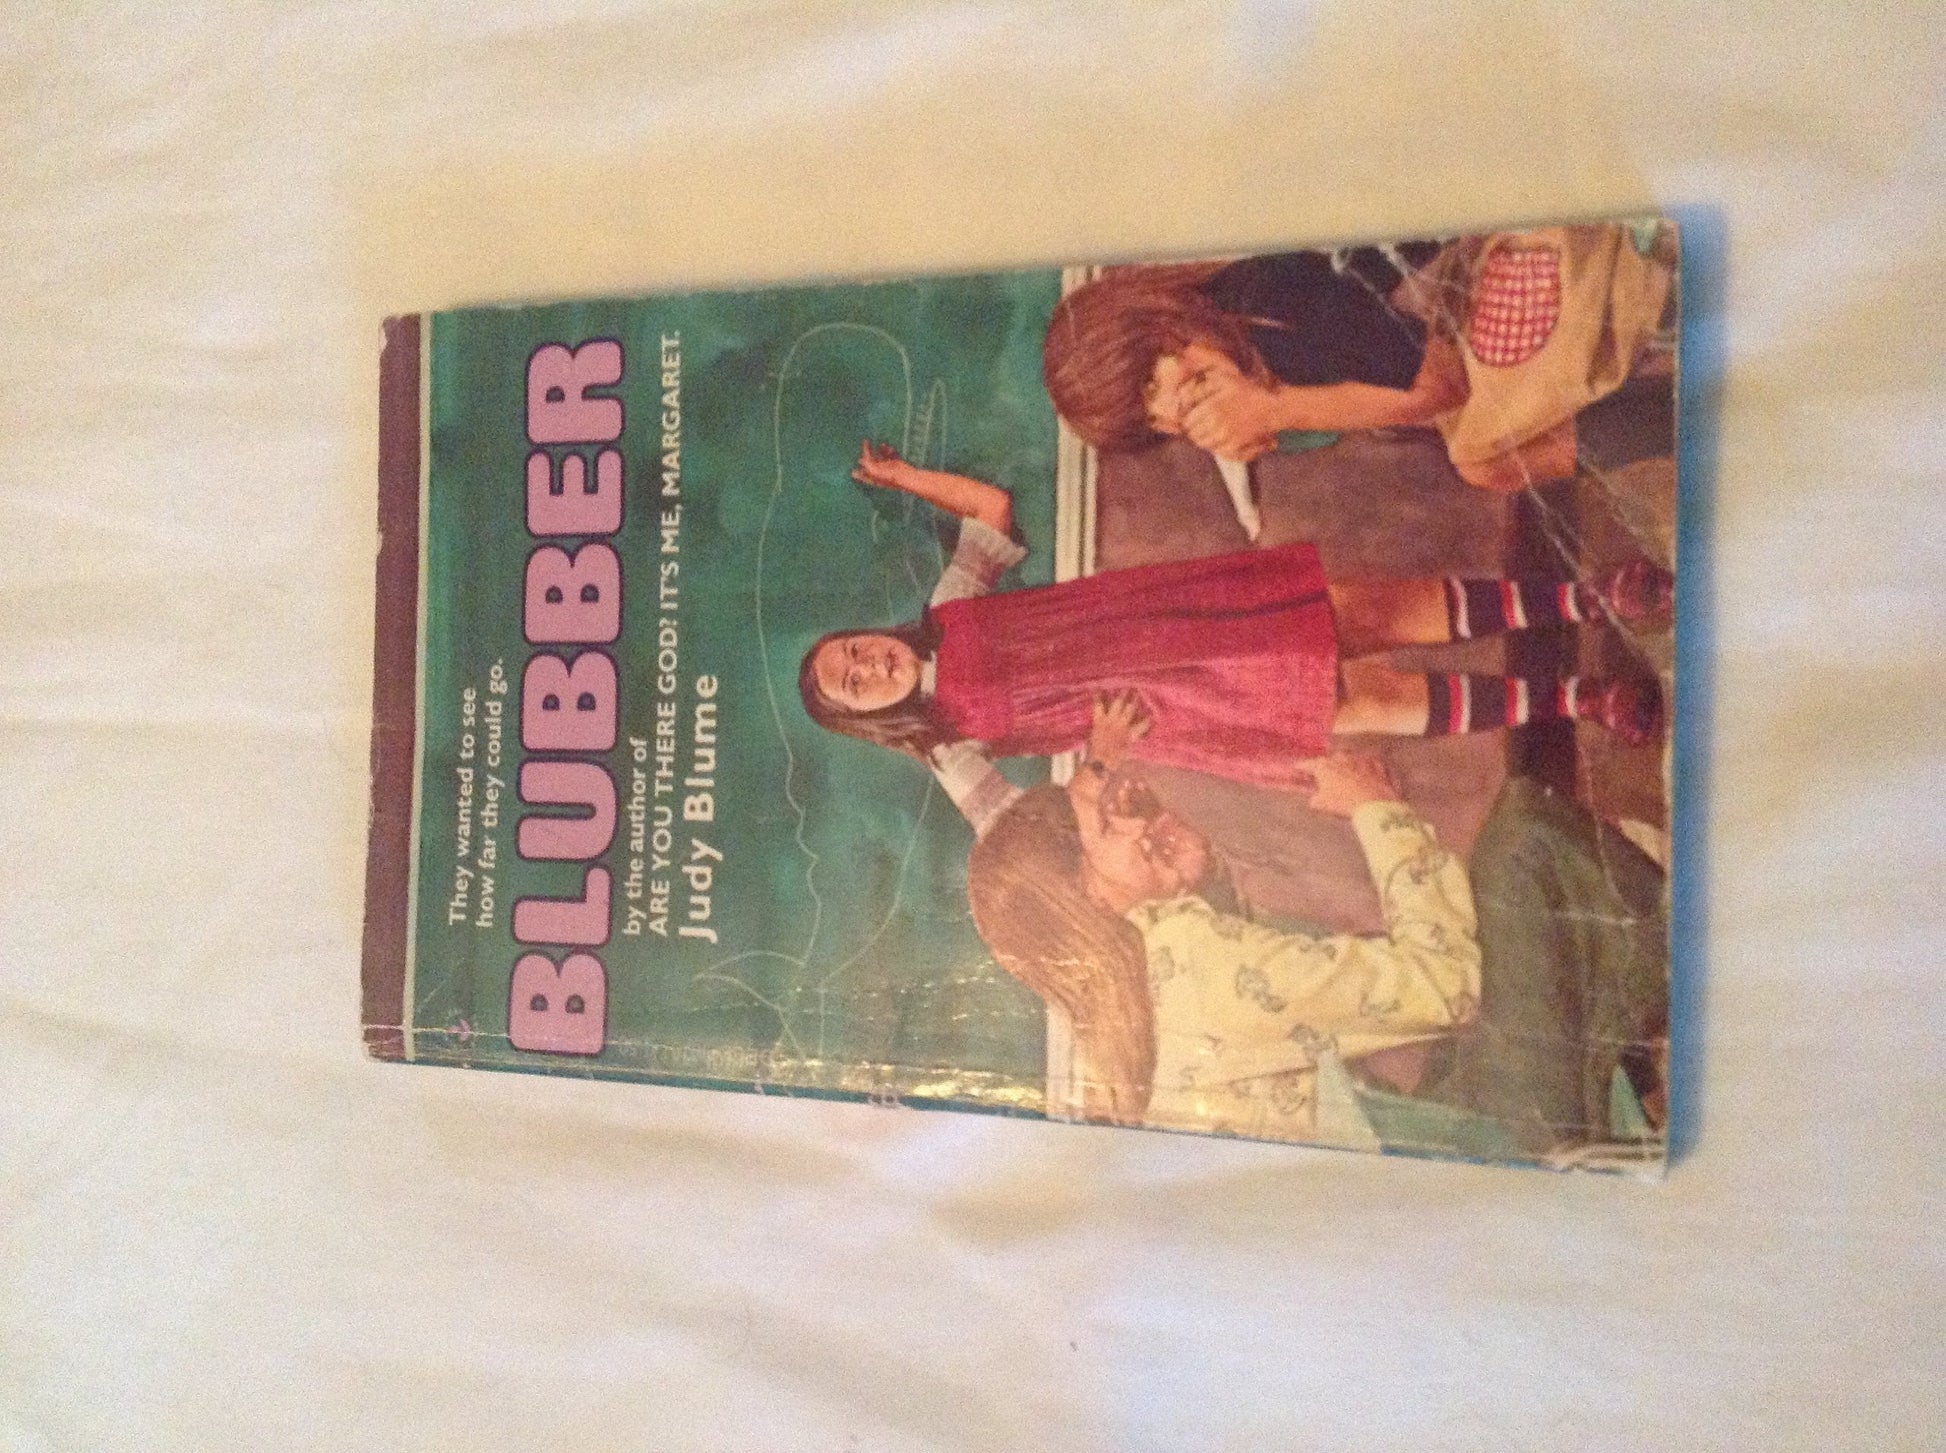 They wanted to see
how far they could go.
BLUBBER
by the author of
ARE YOU THERE GOD? IT'S ME, MARGARET.
Judy Blume